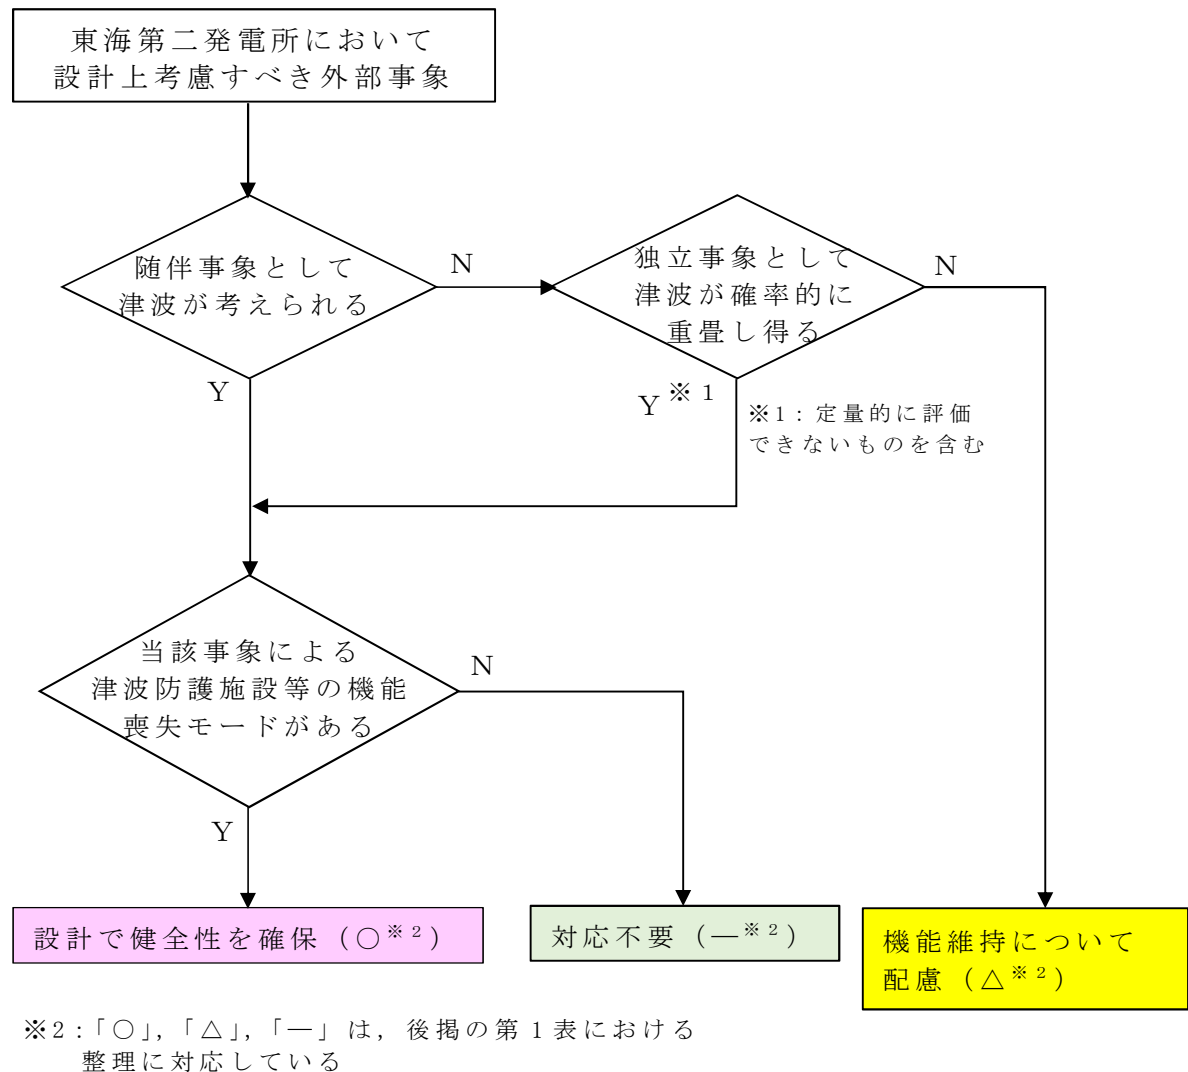 東海第二発電所において
設計上考慮すべき外部事象
随伴事象として
津波が考えられる
N
独立事象として
津波が確率的に
重畳し得る
N
Y
Y※1
※1：定量的に評価
できないものを含む
当該事象による
津波防護施設等の機能
喪失モードがある
N
Y
設計で健全性を確保（○※2）
対応不要（―※2）
機能維持について
配慮（△※2）
※2：「○」，「△」，「―」は，後掲の第1表における
整理に対応している